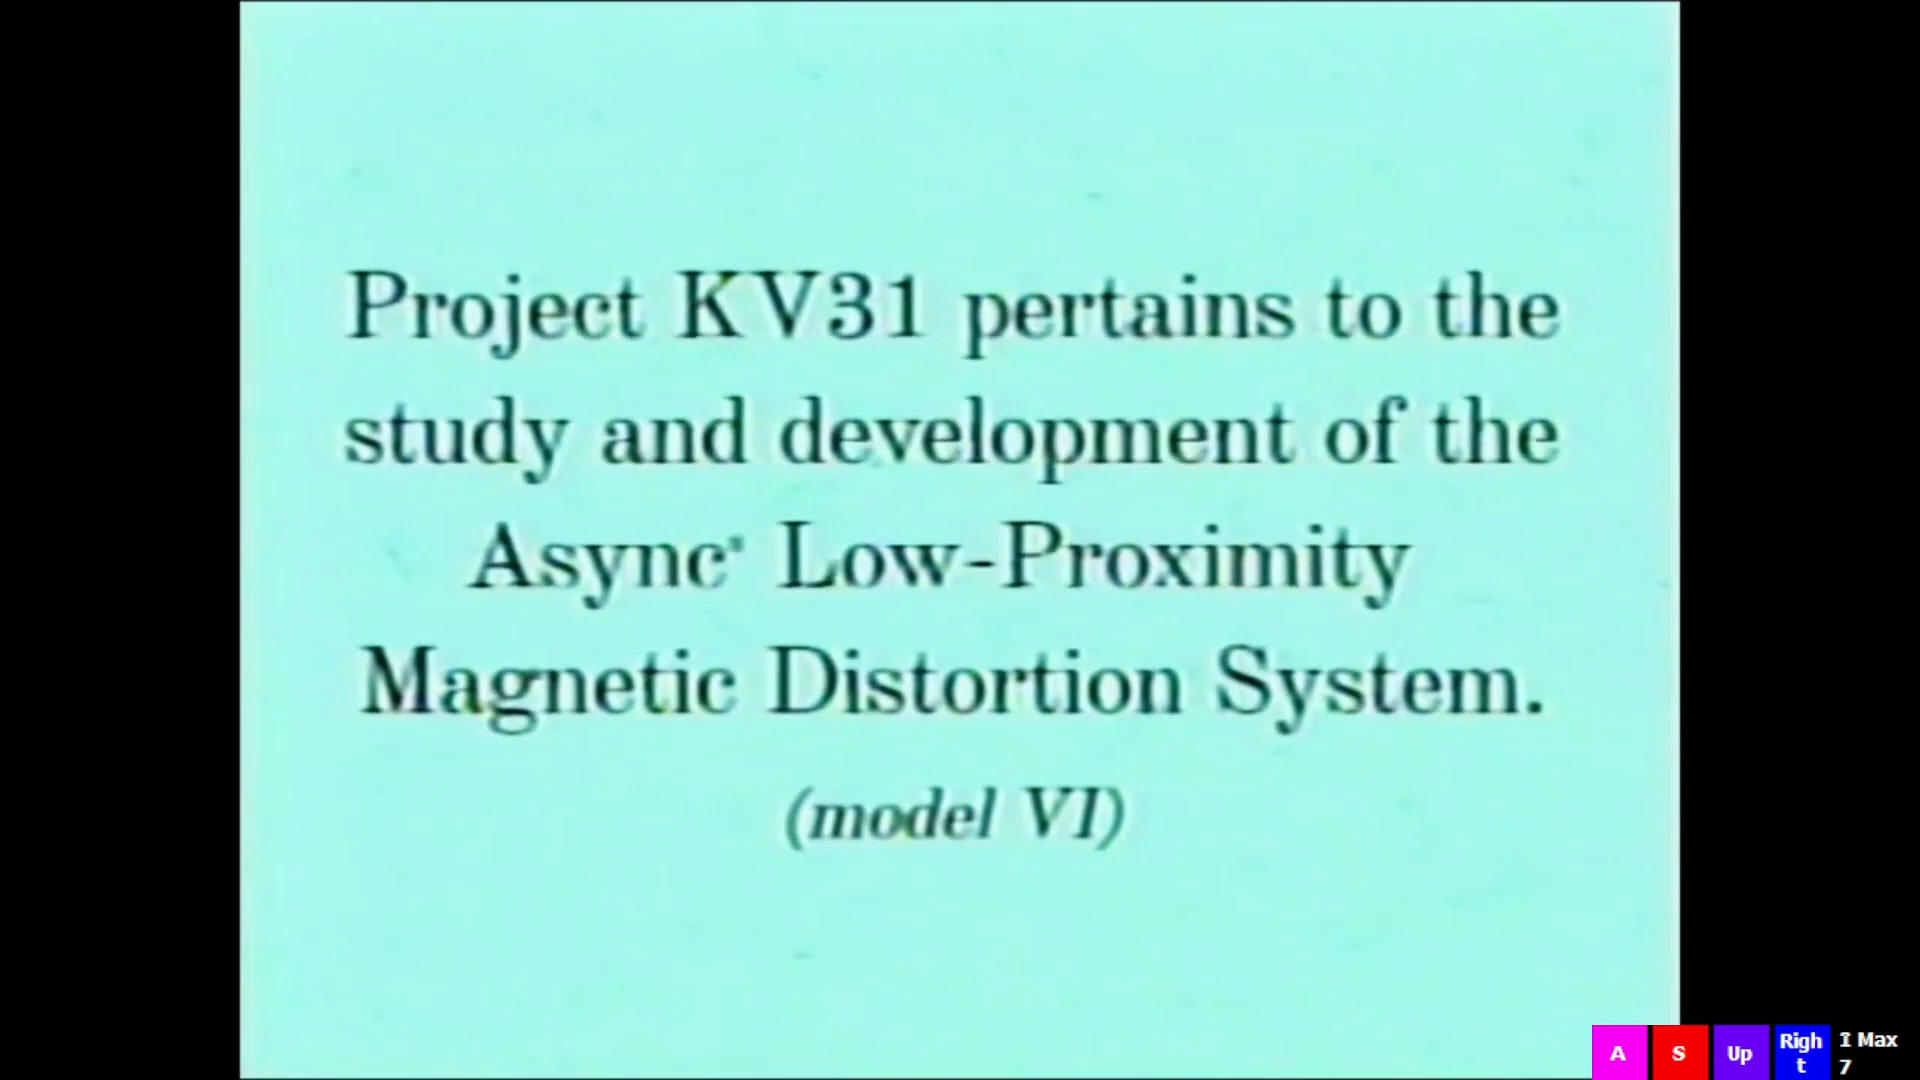 Project KV31 pertains to the
study and development of the
Async Low-Proximity
Magnetic Distortion System.
(model VI)
A
S
Up
Righ
t
Max
7